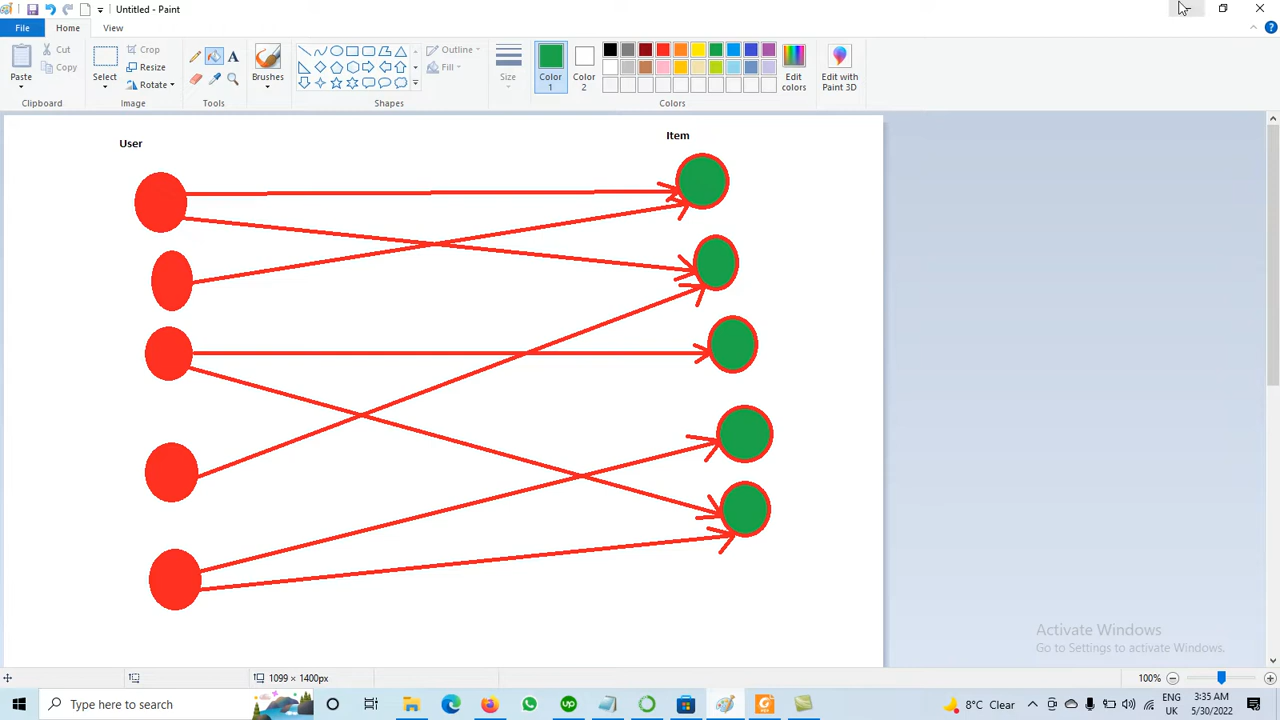 Untitled - Paint
File
Home
View
Paste
Cut
Copy
Clipboard
Select
Crop
Resize
Rotate
Image
A
Tools
Brushes
Outline
Fill
Shapes
Size
Color
1
Color
2
Colors
Edit
colors
Edit with
Paint 3D
User
Item
Activate Windows
Go to Settings to activate Windows.
1099 × 1400px
100%
Type here to search
8°C Clear
ENG
UK
3:35 AM
5/30/2022